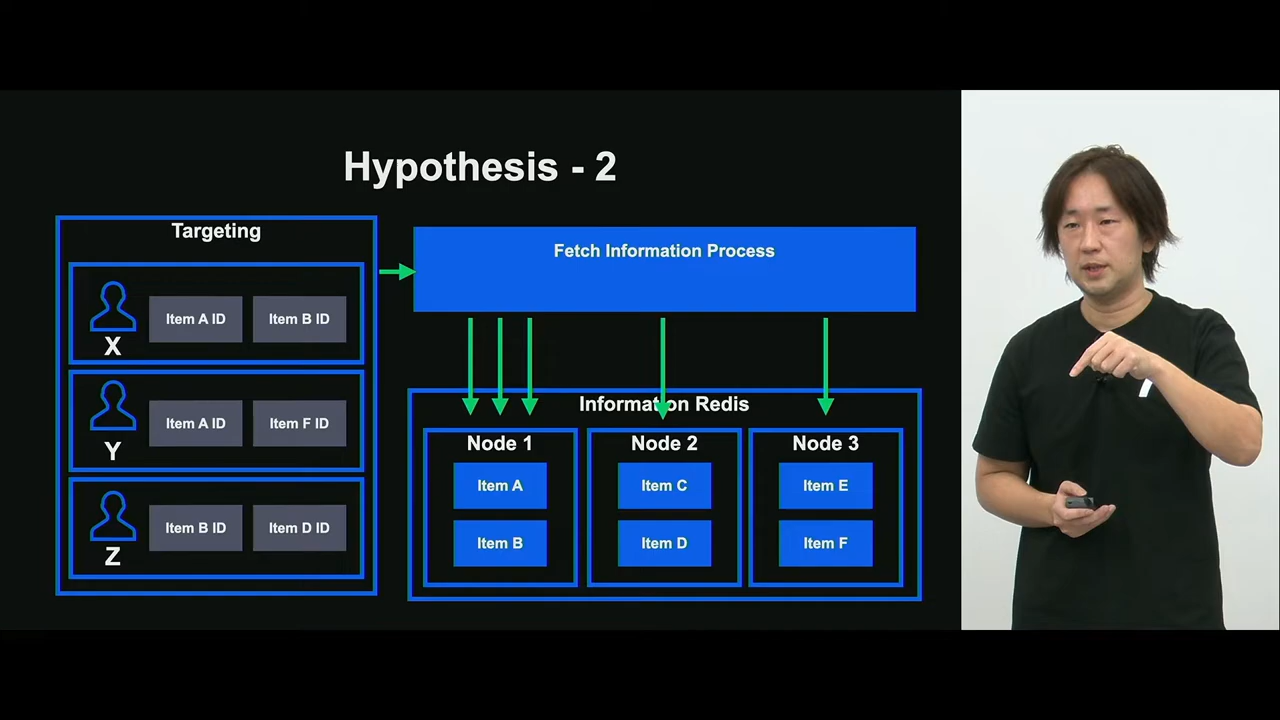 Hypothesis - 2
Targeting
X
Item A ID
Item B ID
Y
Item A ID
Item F ID
Z
Item B ID
Item D ID
Fetch Information Process
Information Redis
Node 1
Item A
Item B
Node 2
Item C
Item D
Node 3
Item E
Item F